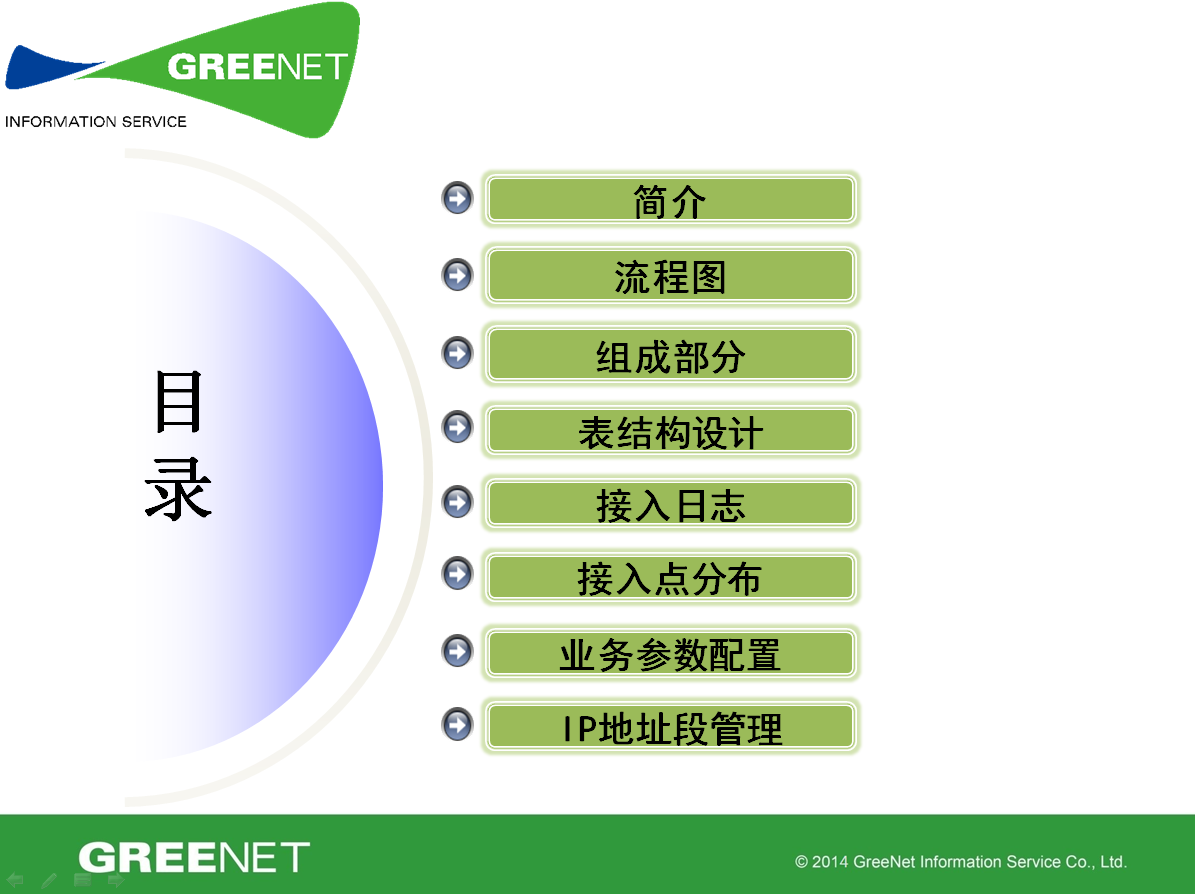 GREENET
INFORMATION SERVICE
目
录
简介
流程图
组成部分
表结构设计
接入日志
接入点分布
业务参数配置
IP地址段管理
GREENET
© 2014 GreeNet Information Service Co., Ltd.